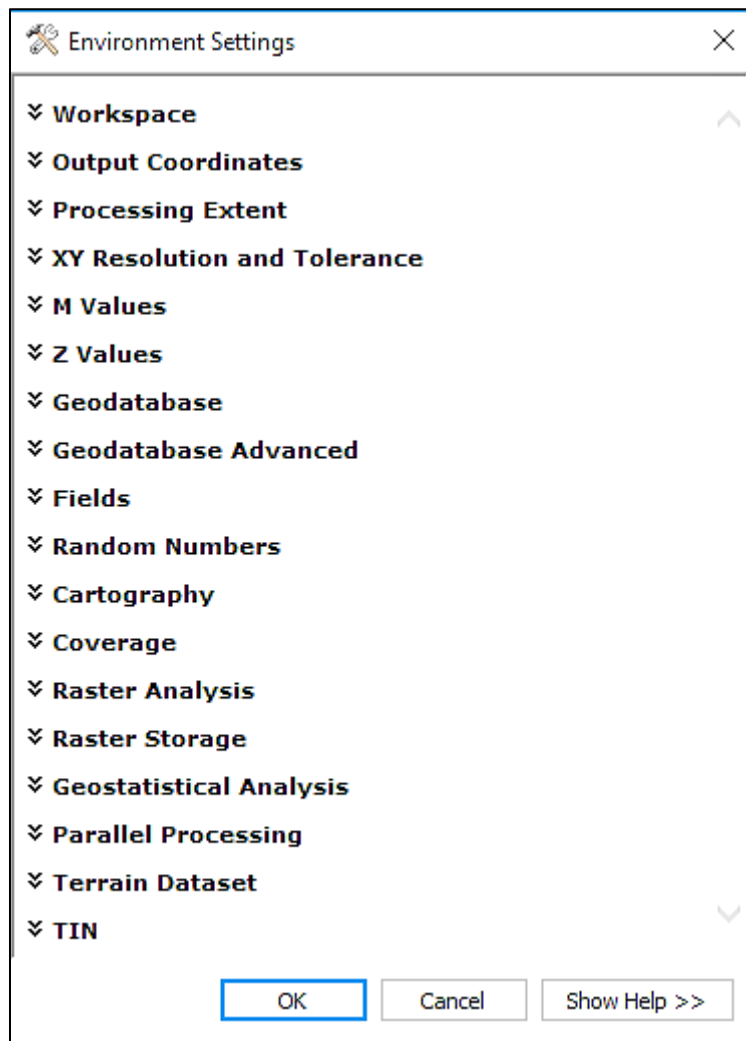 Environment Settings
Workspace
Output Coordinates
Processing Extent
XY Resolution and Tolerance
M Values
Z Values
Geodatabase
Geodatabase Advanced
Fields
Random Numbers
Cartography
Coverage
Raster Analysis
Raster Storage
Geostatistical Analysis
Parallel Processing
Terrain Dataset
TIN
OK Cancel Show Help >>